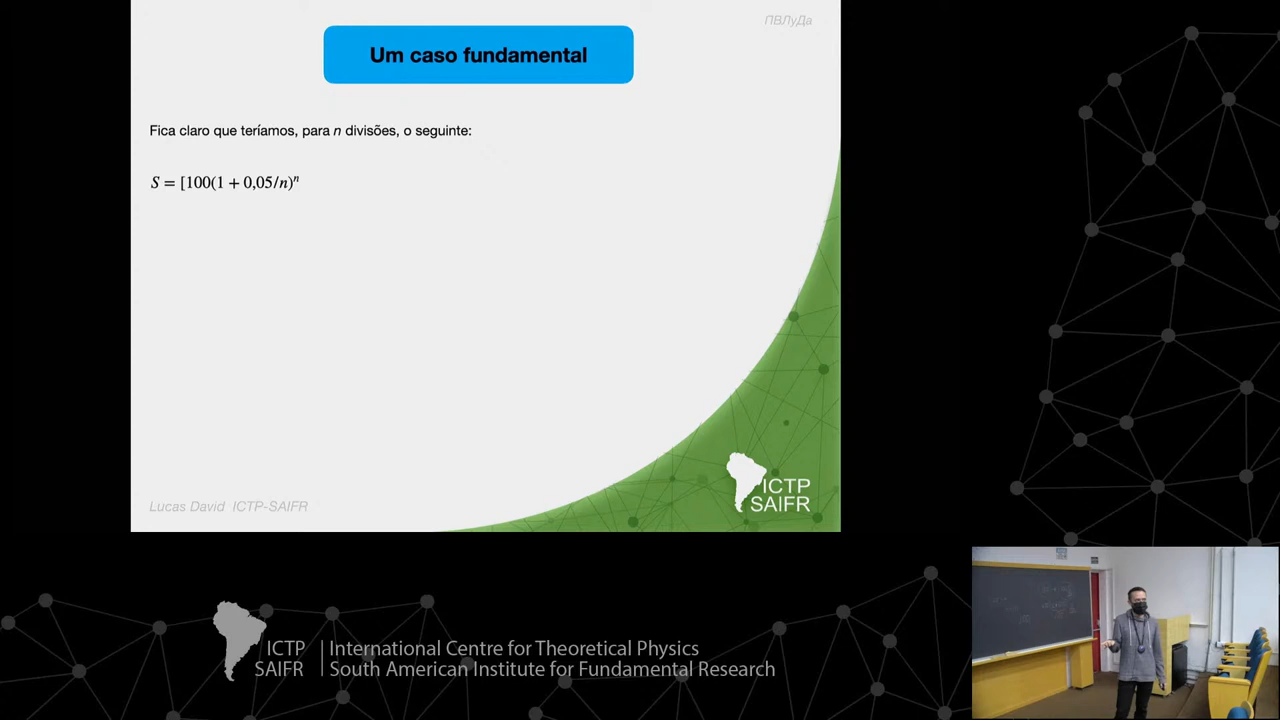 ПВЛуДа
Um caso fundamental
Fica claro que teríamos, para n divisões, o seguinte:
S = [100(1 + 0,05/n)ⁿ
Lucas David ICTP-SAIFR
ICTP
SAIFR
ICTP
SAIFR
International Centre for Theoretical Physics
South American Institute for Fundamental Research